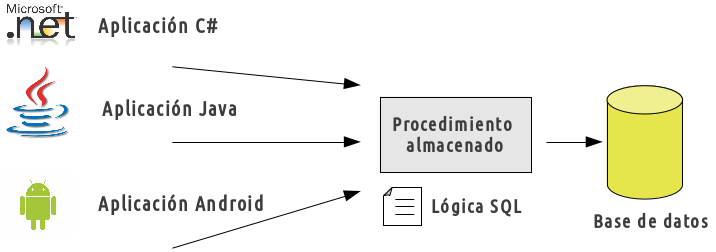 Microsoft
.net
Aplicación C#
Aplicación Java
Procedimiento
almacenado
Aplicación Android
Lógica SQL
Base de datos